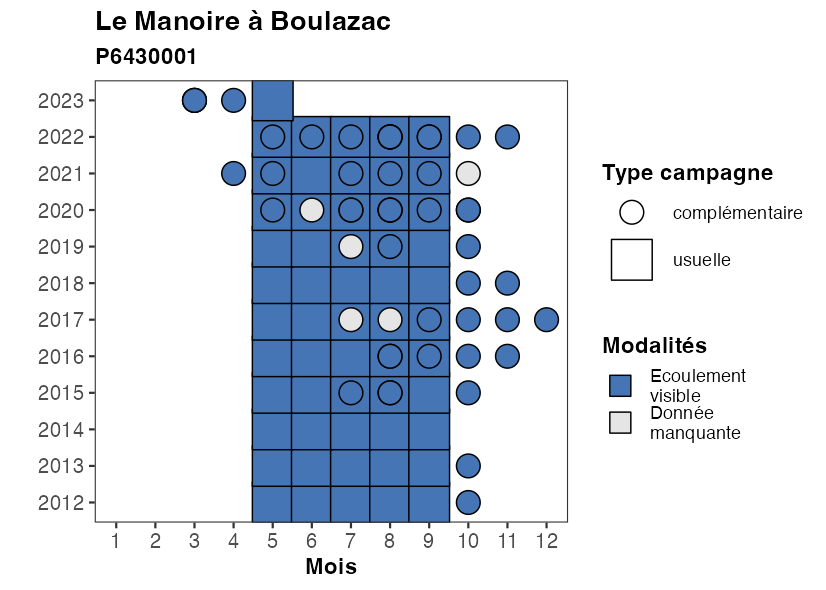 Le Manoire à Boulazac
P6430001
2023
2022
2021
2020
2019
2018
2017
2016
2015
2014
2013
2012
1 2 3 4 5 6 7 8 9 10 11 12
Mois
Type campagne
complémentaire
usuelle
Modalités
Ecoulement
visible
Donnée
manquante